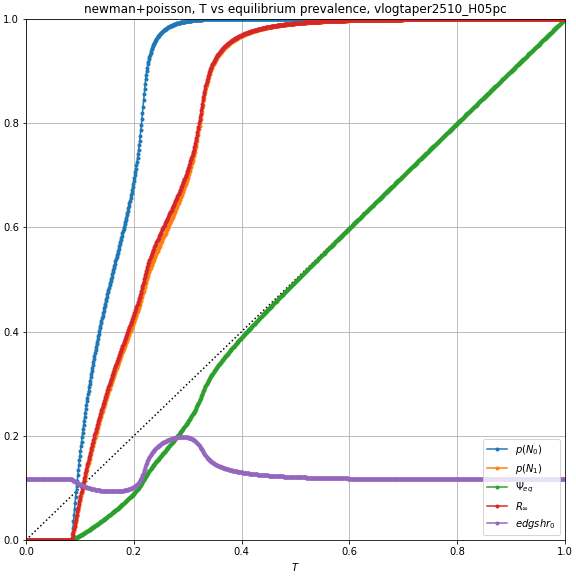 newman+poisson, T vs equilibrium prevalence, vlogtaper2510_H05pc
1.0
0.8
0.6
0.4
0.2
0.0
p(N₀)
p(N₁)
Ψeq
R∞
edgshr₀
0.0 0.2 0.4 0.6 0.8 1.0
T